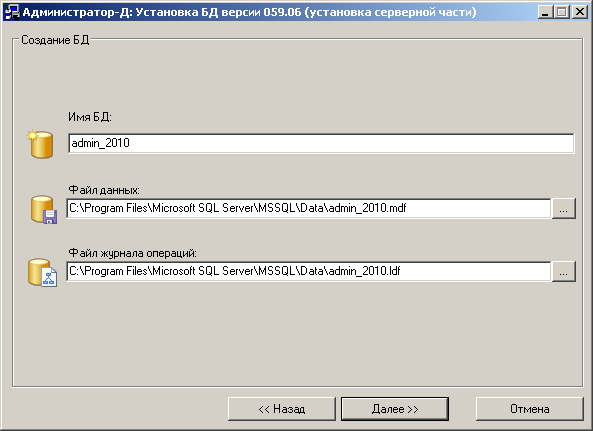 Администратор-Д: Установка БД версии 059.06 (установка серверной части)
Создание БД
Имя БД:
admin_2010
Файл данных:
C:\Program Files\Microsoft SQL Server\MSSQL\Data\admin_2010.mdf
...
Файл журнала операций:
C:\Program Files\Microsoft SQL Server\MSSQL\Data\admin_2010.ldf
...
<< Назад
Далее >>
Отмена